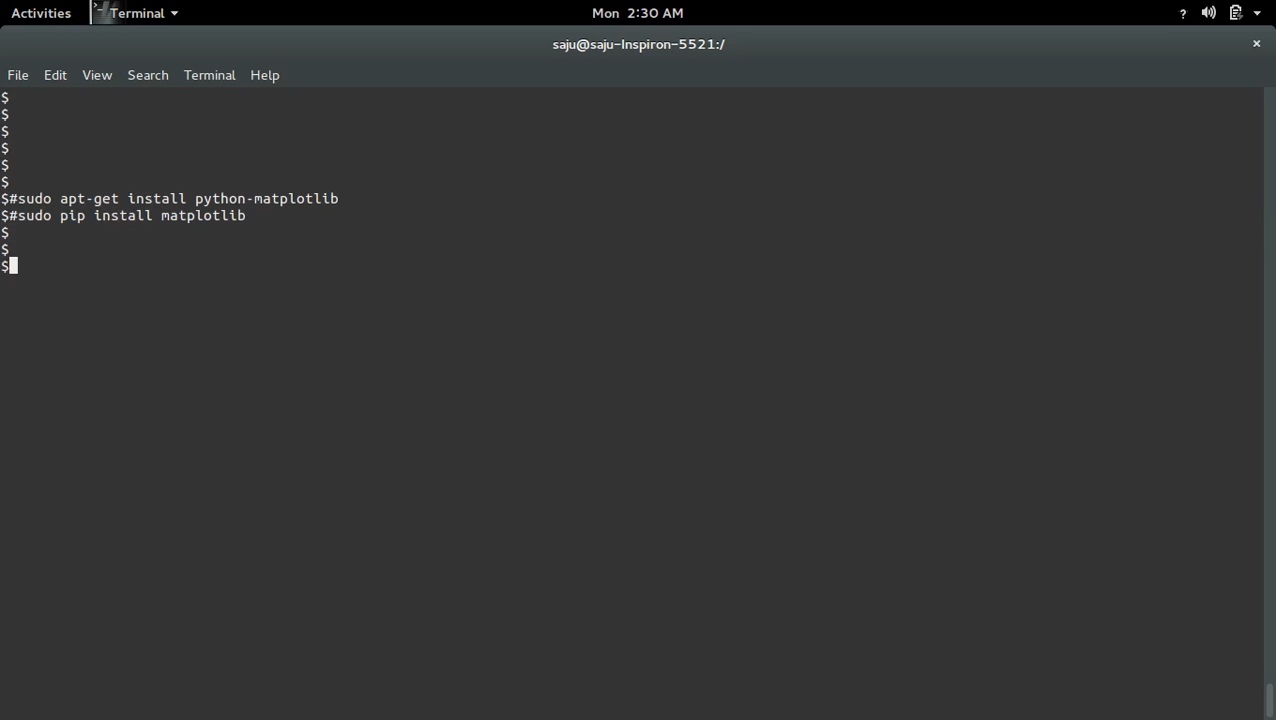 Activities Terminal Mon 2:30 AM ?
saju@saju-Inspiron-5521:/ ×
File Edit View Search Terminal Help
$
$
$
$
$
$
$#sudo apt-get install python-matplotlib
$#sudo pip install matplotlib
$
$
$